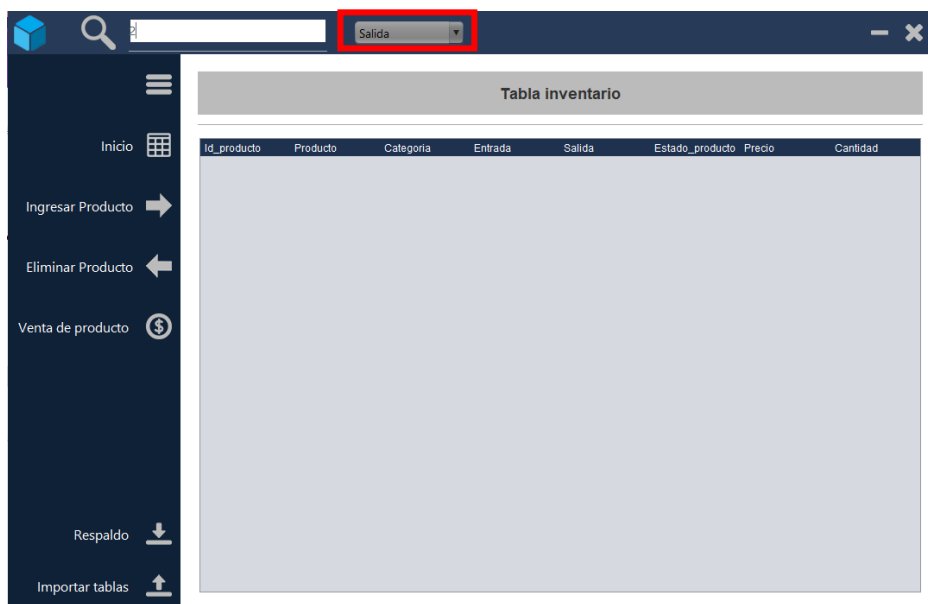 2
Salida
Tabla inventario
Inicio
Id_producto Producto Categoria Entrada Salida Estado_producto Precio Cantidad
Ingresar Producto
Eliminar Producto
Venta de producto
Respaldo
Importar tablas